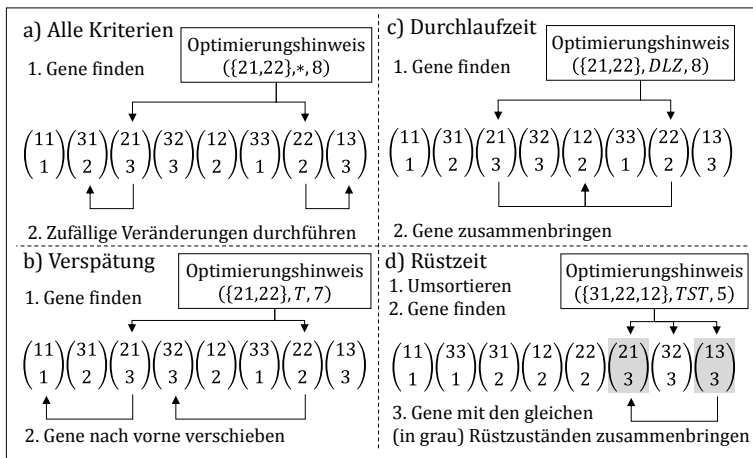 a) Alle Kriterien
Optimierungshinweis
({21,22},∗,8)
1. Gene finden
(11 1) (31 2) (21 3) (32 3) (12 2) (33 1) (22 2) (13 3)
2. Zufällige Veränderungen durchführen
c) Durchlaufzeit
Optimierungshinweis
({21,22}, DLZ, 8)
1. Gene finden
(11 1) (31 2) (21 3) (32 3) (12 2) (33 1) (22 2) (13 3)
2. Gene zusammenbringen
b) Verspätung
Optimierungshinweis
({21,22}, T, 7)
1. Gene finden
(11 1) (31 2) (21 3) (32 3) (12 2) (33 1) (22 2) (13 3)
2. Gene nach vorne verschieben
d) Rüstzeit
Optimierungshinweis
({31,22,12}, TST, 5)
1. Umsortieren
2. Gene finden
(11 1) (33 1) (31 2) (12 2) (22 2) (21 3) (32 3) (13 3)
3. Gene mit den gleichen
(in grau) Rüstzuständen zusammenbringen